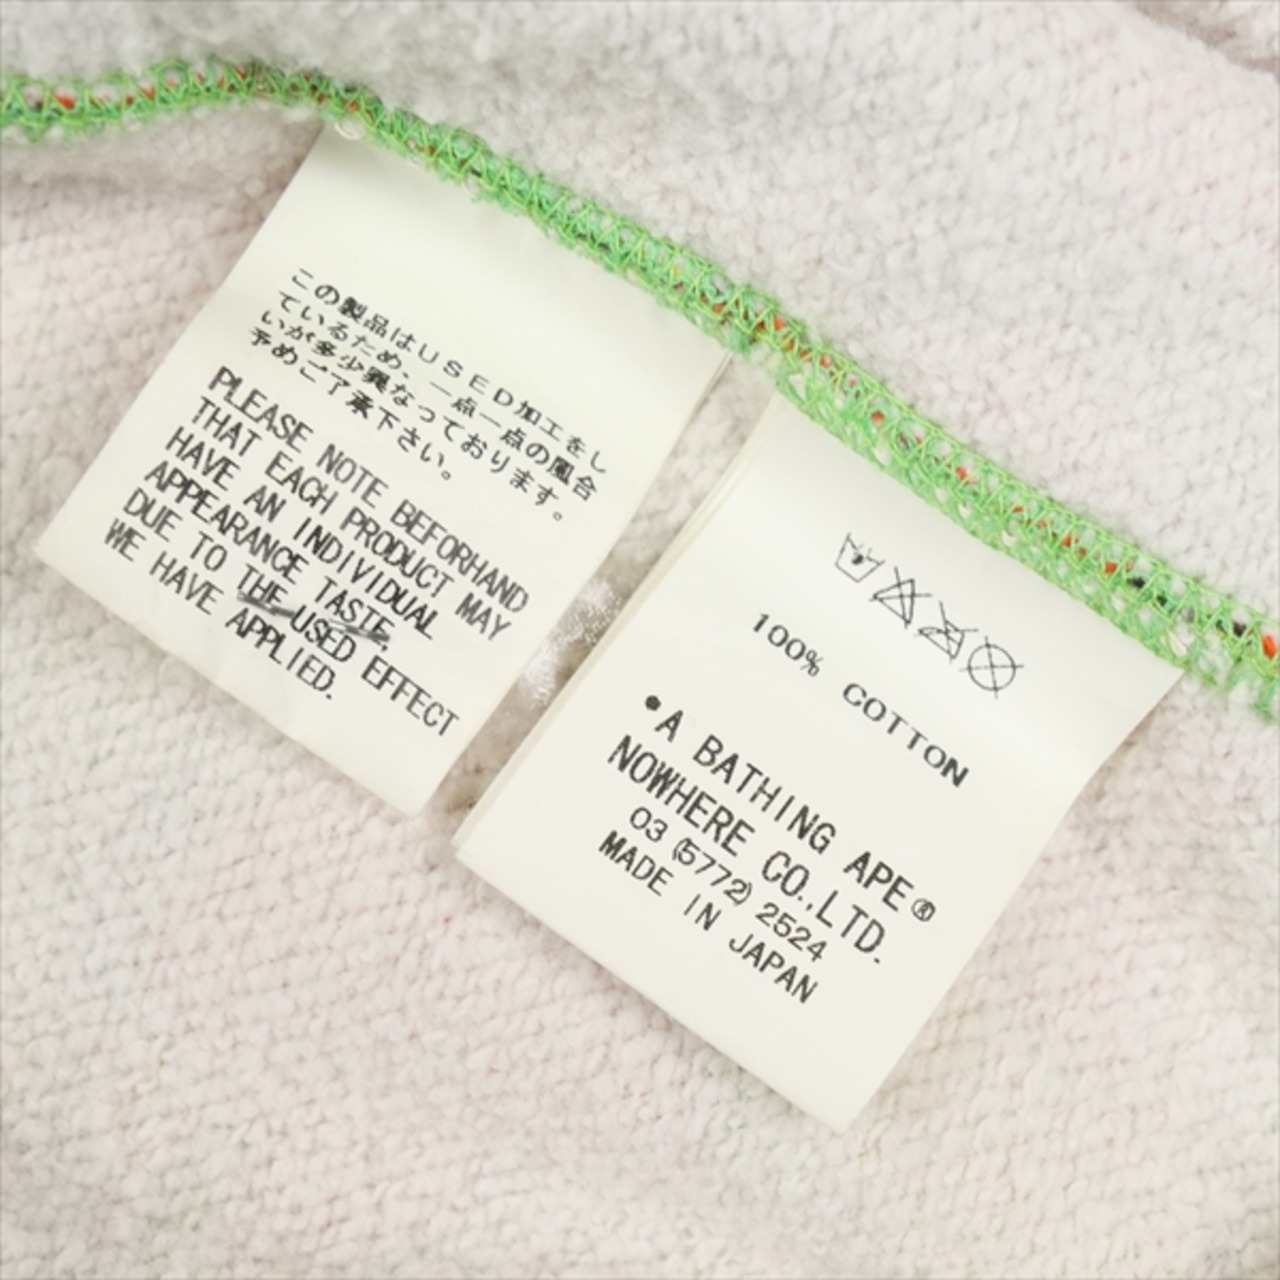 この製品はUSED加工をし
ているため、一点一点の風合
いが多少異なっております。
予めご了承下さい。
PLEASE NOTE BEFORHAND
THAT EACH PRODUCT MAY
HAVE AN INDIVIDUAL
APPEARANCE TASTE,
DUE TO THE USED EFFECT
WE HAVE APPLIED.
100% COTTON
•A BATHING APE®
NOWHERE CO.,LTD.
03 (5772) 2524
MADE IN JAPAN